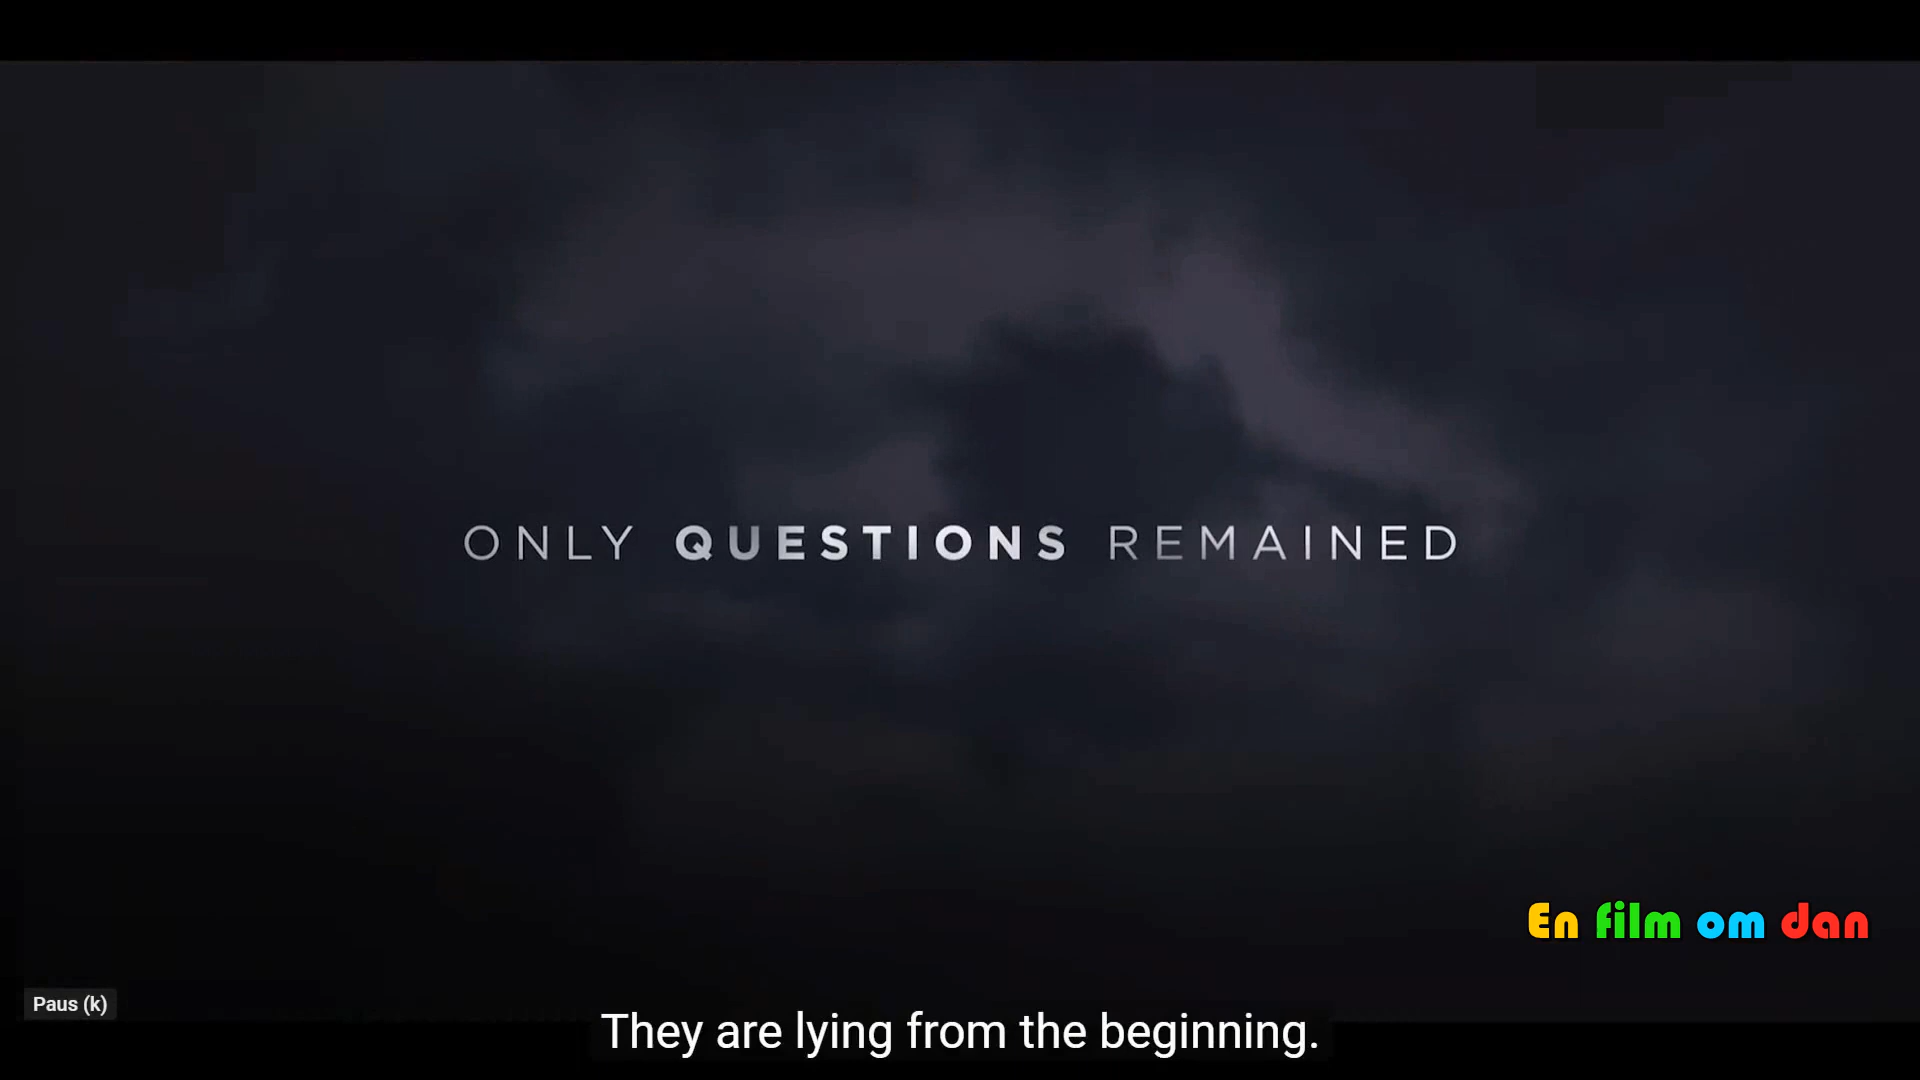 ONLY QUESTIONS REMAINED
En film om dan
Paus (k)
They are lying from the beginning.